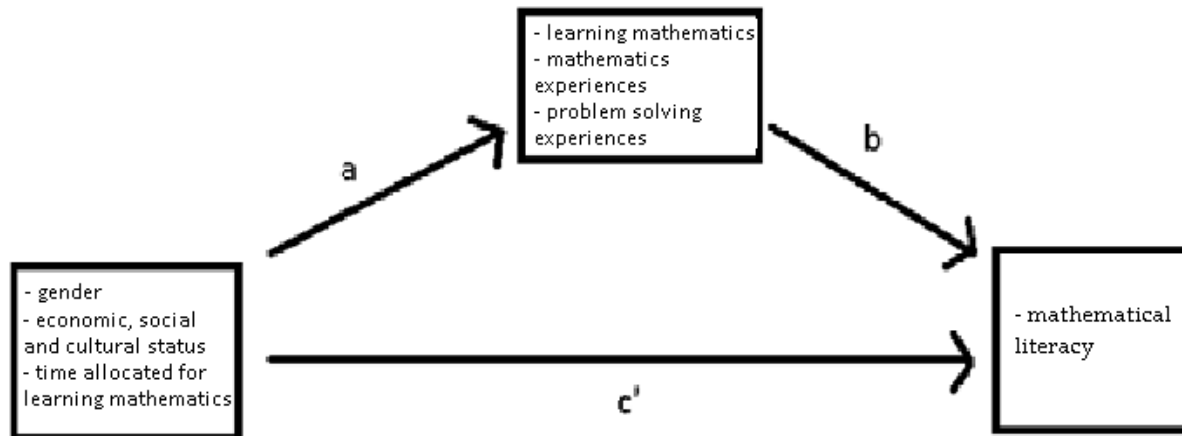 - learning mathematics
- mathematics
experiences
- problem solving
experiences
a
b
- gender
- economic, social
and cultural status
- time allocated for
learning mathematics
- mathematical
literacy
c'